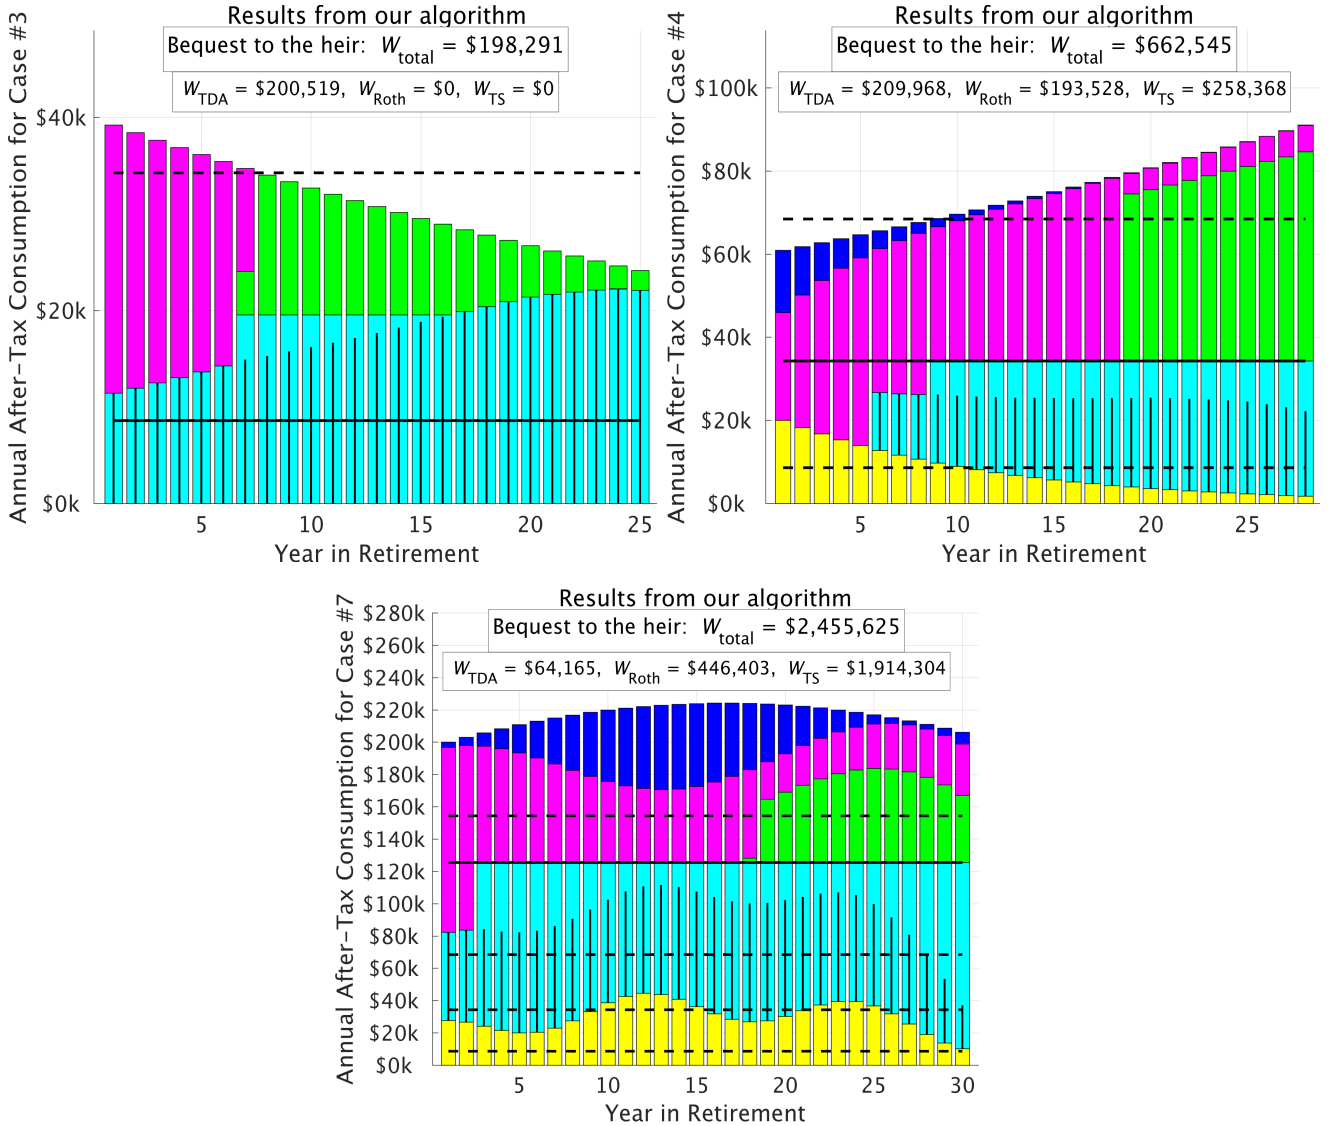 Results from our algorithm
Bequest to the heir: W_total = $198,291
W_TDA = $200,519, W_Roth = $0, W_TS = $0
Annual After-Tax Consumption for Case #3
$40k
$20k
$0k
5 10 15 20 25
Year in Retirement
Results from our algorithm
Bequest to the heir: W_total = $662,545
W_TDA = $209,968, W_Roth = $193,528, W_TS = $258,368
Annual After-Tax Consumption for Case #4
$100k
$80k
$60k
$40k
$20k
$0k
5 10 15 20 25
Year in Retirement
Results from our algorithm
Bequest to the heir: W_total = $2,455,625
W_TDA = $64,165, W_Roth = $446,403, W_TS = $1,914,304
Annual After-Tax Consumption for Case #7
$280k
$260k
$240k
$220k
$200k
$180k
$160k
$140k
$120k
$100k
$80k
$60k
$40k
$20k
$0k
5 10 15 20 25 30
Year in Retirement